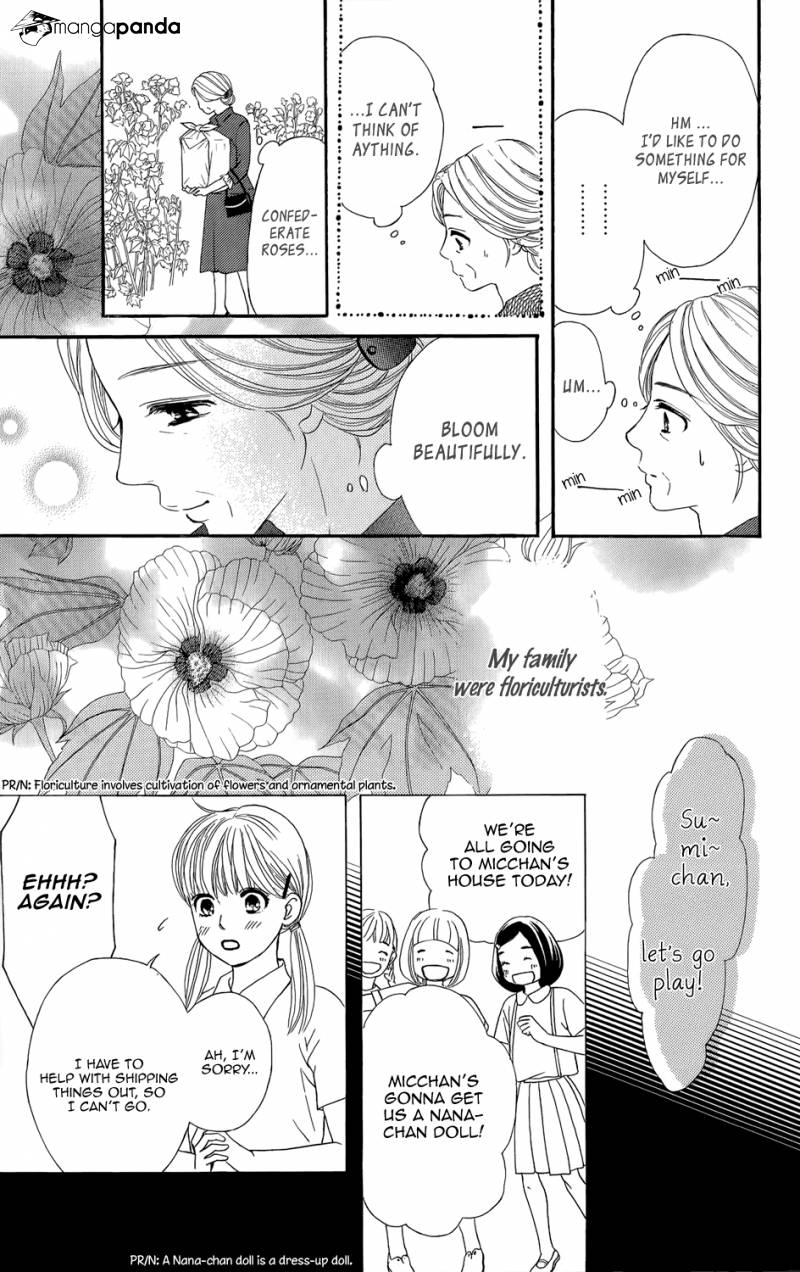 mangapanda
HM ...
I'D LIKE TO DO
SOMETHING FOR
MYSELF...
min
min
UM...
min
min
...I CAN'T
THINK OF
AYTHING.
CONFED-
ERATE
ROSES...
BLOOM
BEAUTIFULLY.
My family
were floriculturists.
PR/N: Floriculture involves cultivation of flowers and ornamental plants.
Su~
mi~
chan,
let's go
play!
WE'RE
ALL GOING
TO MICCHAN'S
HOUSE TODAY!
MICCHAN'S
GONNA GET
US A NANA-
CHAN DOLL!
EHHH?
AGAIN?
AH, I'M
SORRY...
I HAVE TO
HELP WITH SHIPPING
THINGS OUT, SO
I CAN'T GO.
PR/N: A Nana-chan doll is a dress-up doll.